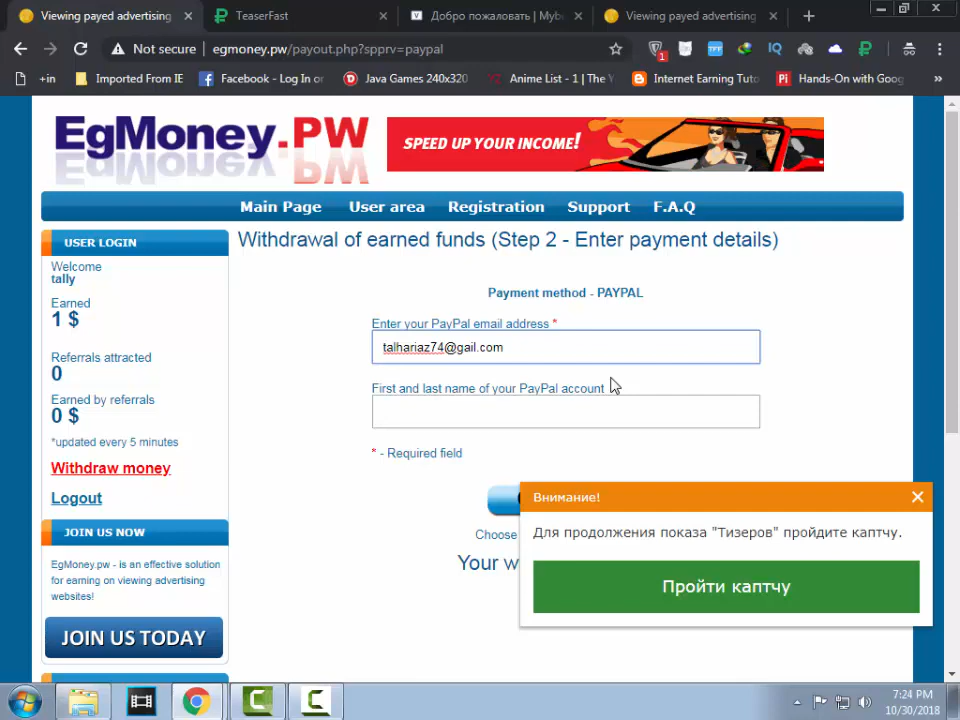 Viewing payed advertising
TeaserFast
Добро пожаловать | Myb
Viewing payed advertising
Not secure | egmoney.pw/payout.php?spprv=paypal
1
TPT
IQ
+in
Imported From IE
Facebook - Log In or
Java Games 240x320
Anime List - 1 | The
Internet Earning Tuto
Pi Hands-On with Goog
»
EgMoney.PW
SPEED UP YOUR INCOME!
Main Page
User area
Registration
Support
F.A.Q
USER LOGIN
Welcome
tally
Earned
1 $
Referrals attracted
0
Earned by referrals
0 $
*updated every 5 minutes
Withdraw money
Logout
JOIN US NOW
EgMoney.pw - is an effective solution
for earning on viewing advertising
websites!
JOIN US TODAY
Withdrawal of earned funds (Step 2 - Enter payment details)
Payment method - PAYPAL
Enter your PayPal email address *
talhariaz74@gail.com
First and last name of your PayPal account
* - Required field
Choose
Your w
Внимание!
Для продолжения показа "Тизеров" пройдите каптчу.
Пройти каптчу
7:24 PM
10/30/2018